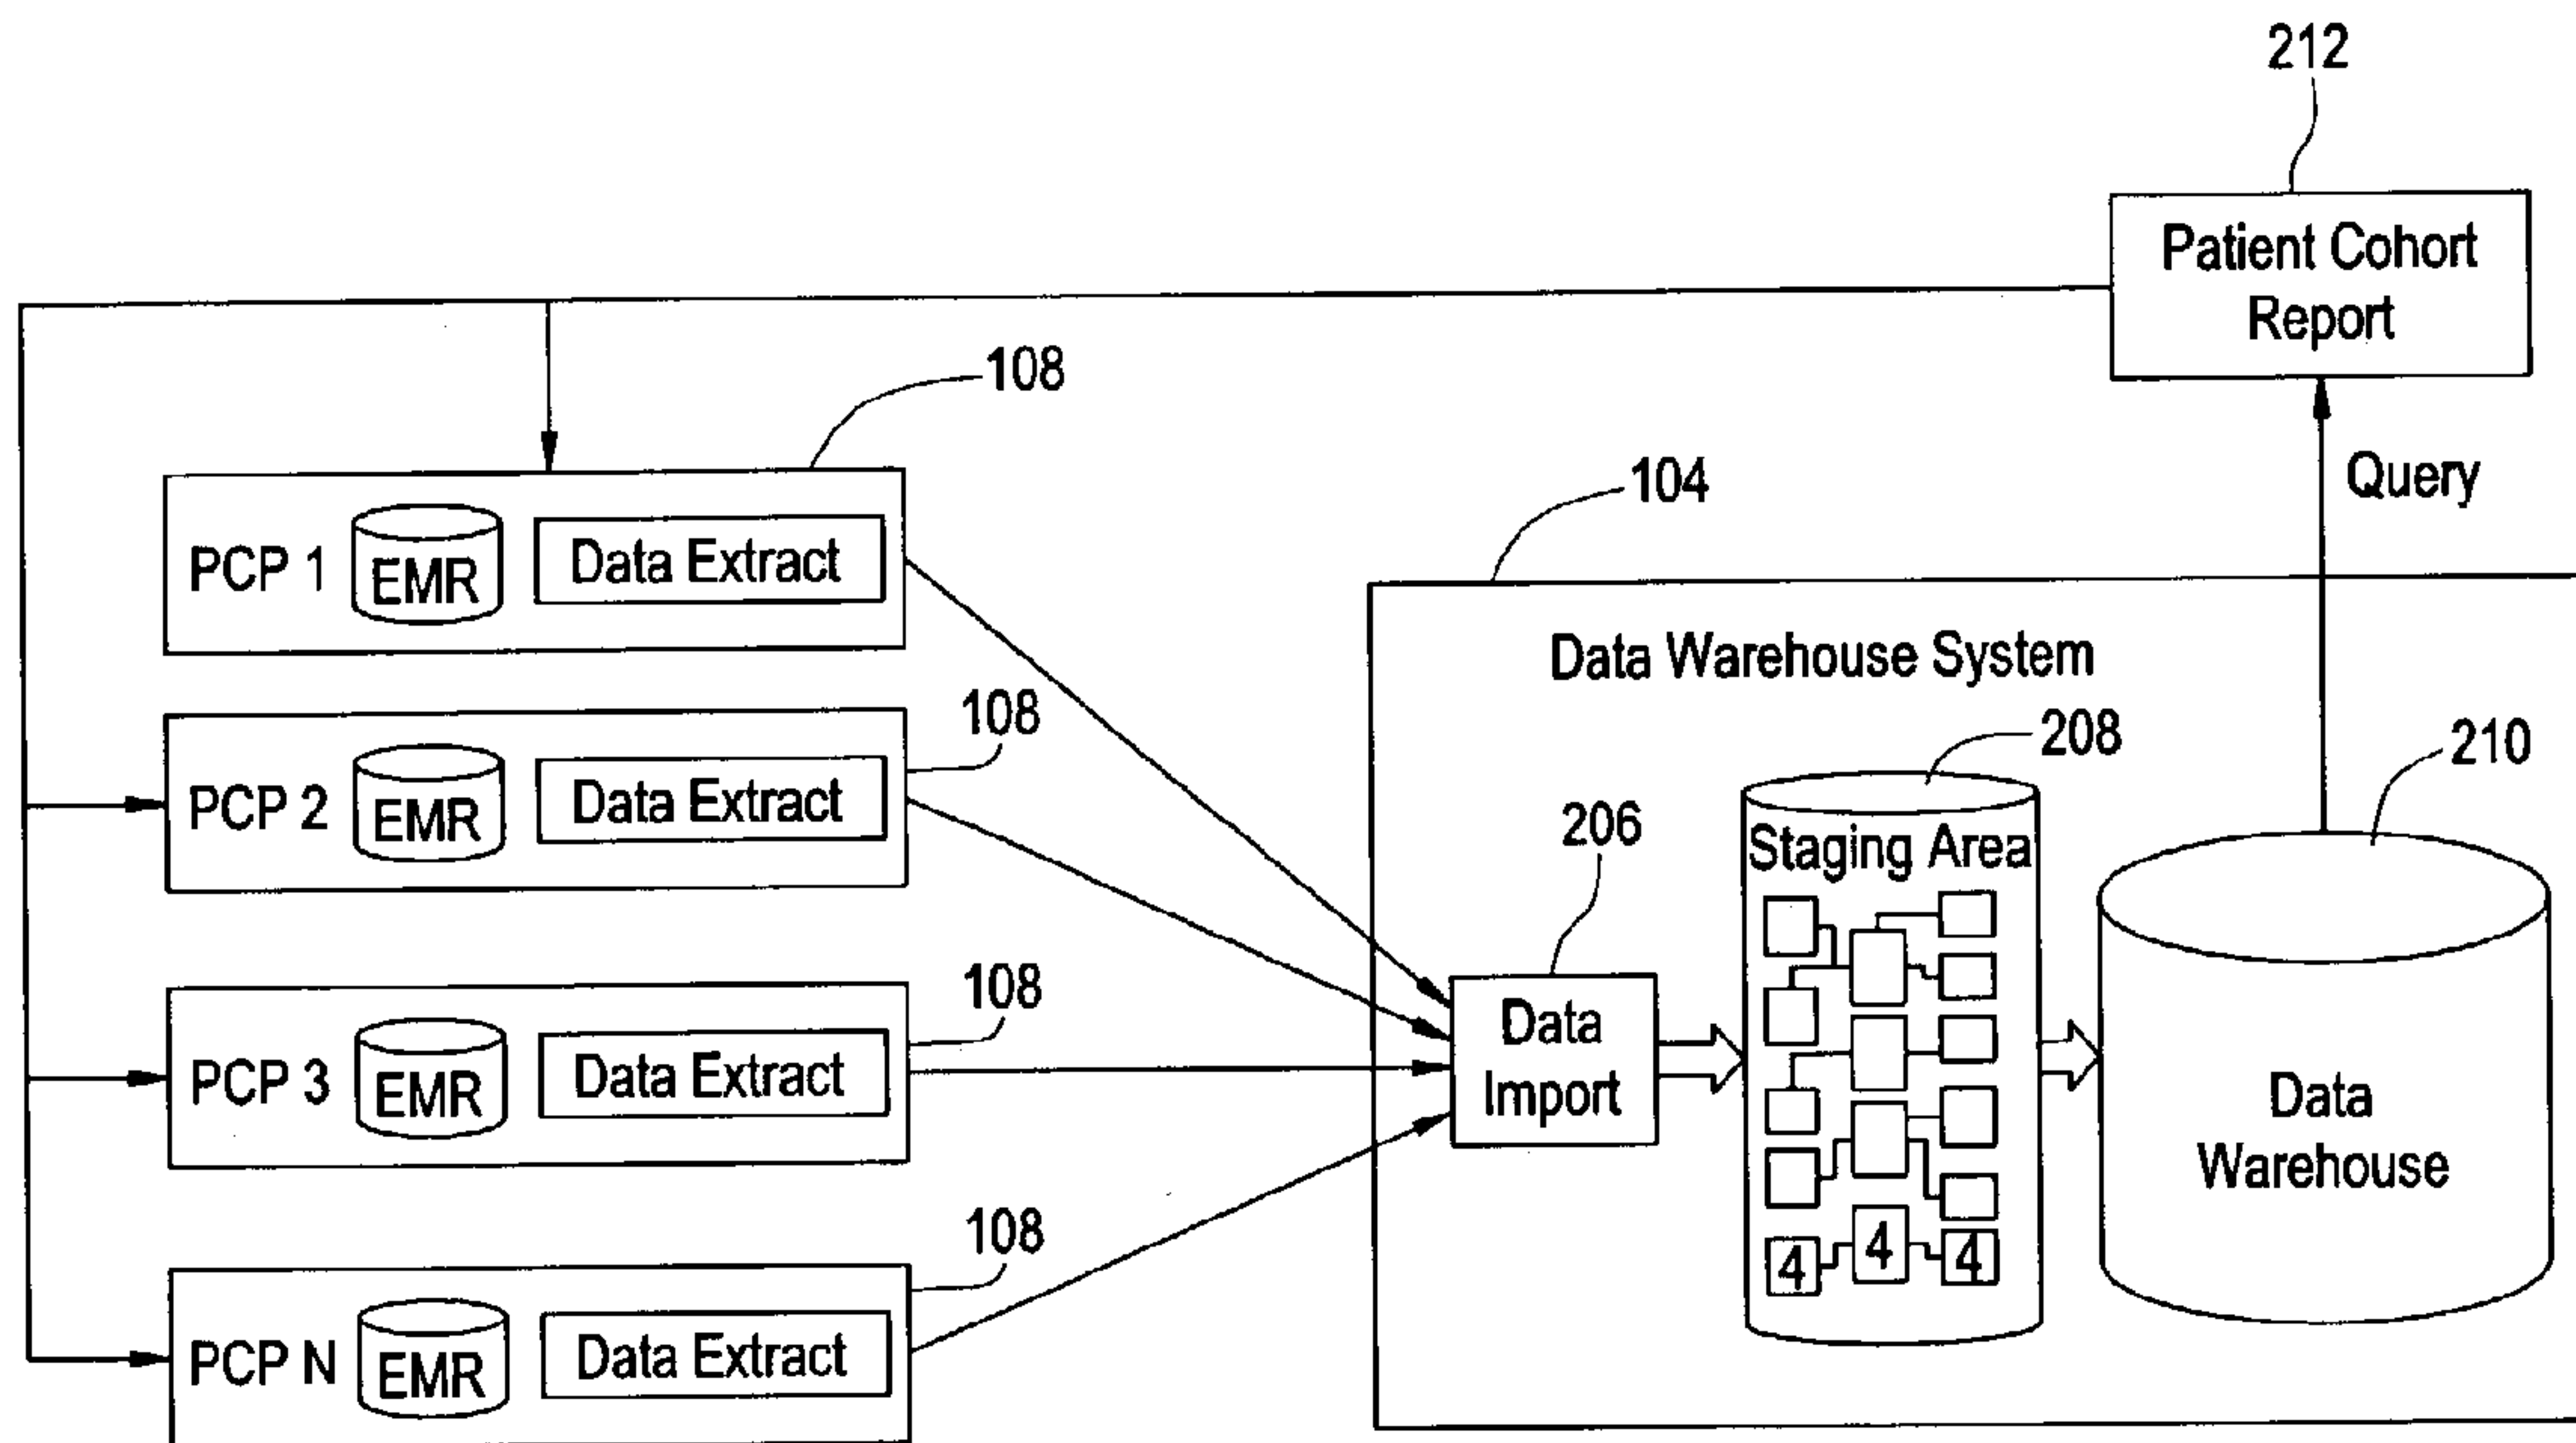 212
Patient Cohort
Report
108
PCP 1
EMR
Data Extract
Query
104
Data Warehouse System
108
PCP 2
EMR
Data Extract
208
210
206
Staging Area
108
PCP 3
EMR
Data Extract
Data
Import
Data
Warehouse
108
4
4
4
PCP N
EMR
Data Extract